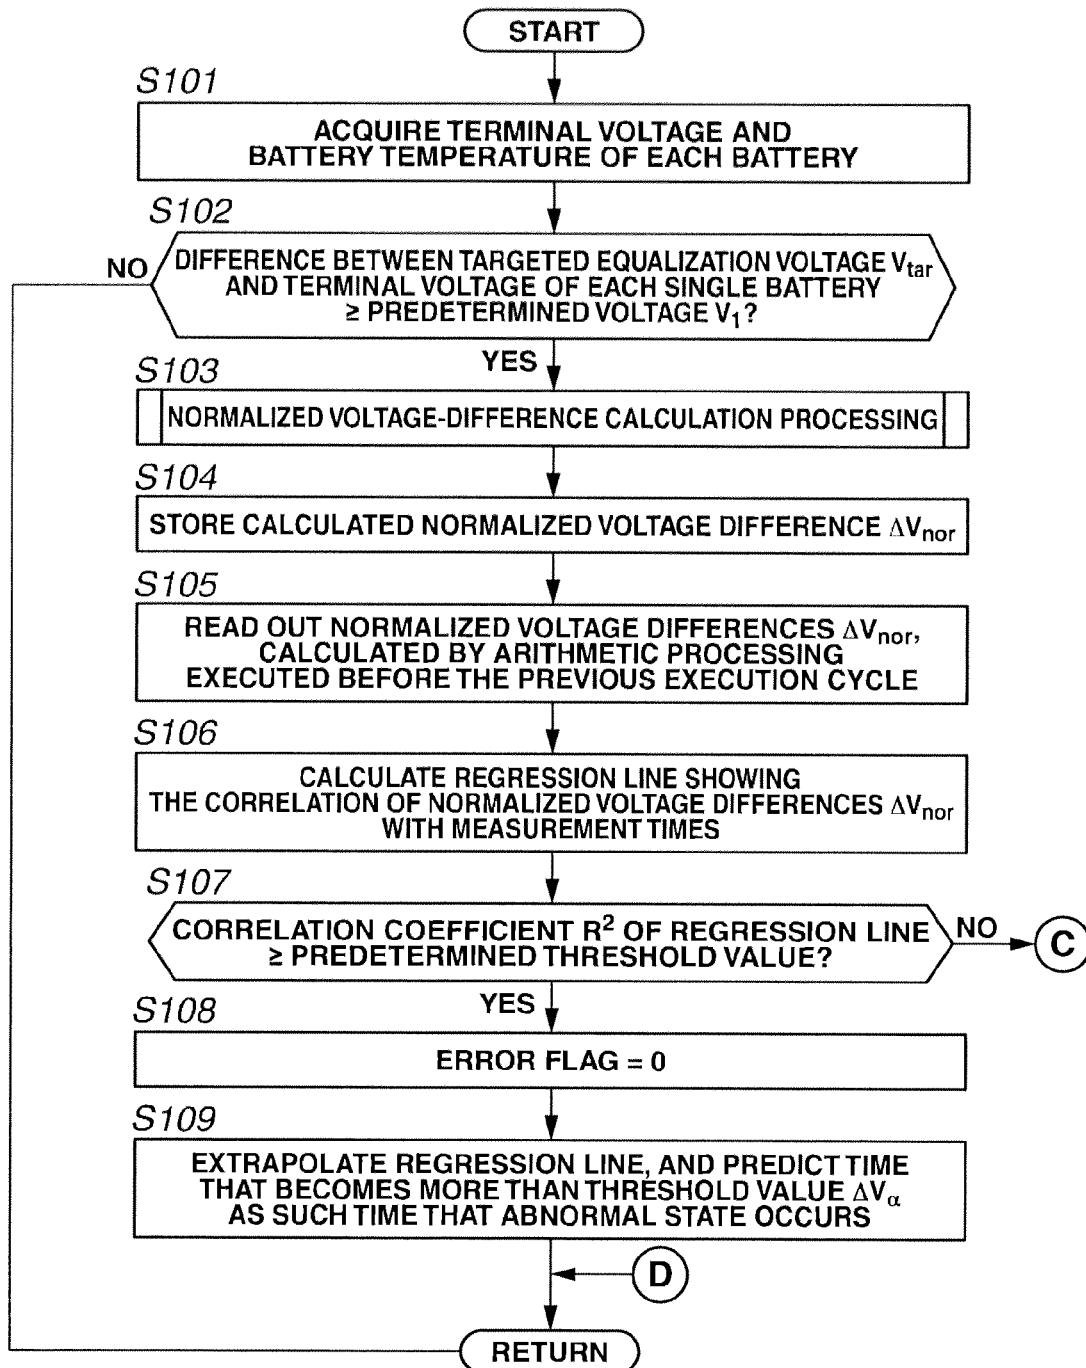 START
S101
ACQUIRE TERMINAL VOLTAGE AND
BATTERY TEMPERATURE OF EACH BATTERY
S102
NO
DIFFERENCE BETWEEN TARGETED EQUALIZATION VOLTAGE Vtar
AND TERMINAL VOLTAGE OF EACH SINGLE BATTERY
≥ PREDETERMINED VOLTAGE V1?
YES
S103
NORMALIZED VOLTAGE-DIFFERENCE CALCULATION PROCESSING
S104
STORE CALCULATED NORMALIZED VOLTAGE DIFFERENCE ΔVnor
S105
READ OUT NORMALIZED VOLTAGE DIFFERENCES ΔVnor,
CALCULATED BY ARITHMETIC PROCESSING
EXECUTED BEFORE THE PREVIOUS EXECUTION CYCLE
S106
CALCULATE REGRESSION LINE SHOWING
THE CORRELATION OF NORMALIZED VOLTAGE DIFFERENCES ΔVnor
WITH MEASUREMENT TIMES
S107
CORRELATION COEFFICIENT R² OF REGRESSION LINE
≥ PREDETERMINED THRESHOLD VALUE?
NO
C
YES
S108
ERROR FLAG = 0
S109
EXTRAPOLATE REGRESSION LINE, AND PREDICT TIME
THAT BECOMES MORE THAN THRESHOLD VALUE ΔVα
AS SUCH TIME THAT ABNORMAL STATE OCCURS
D
RETURN